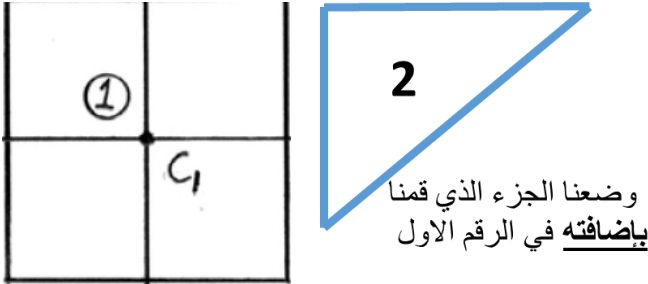 ①
C₁
2
وضعنا الجزء الذي قمنا
بإضافته في الرقم الاول